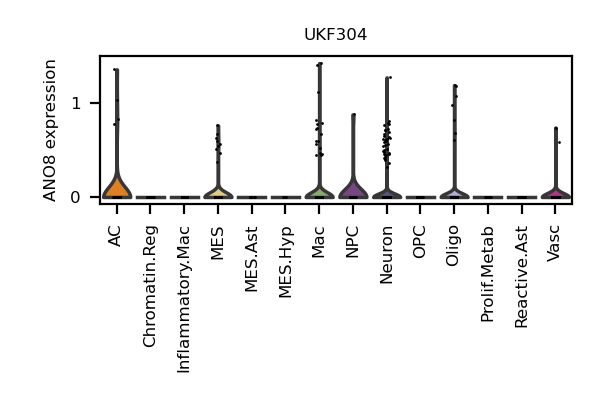 UKF304
ANO8 expression
1
0
AC
Chromatin.Reg
Inflammatory.Mac
MES
MES.Ast
MES.Hyp
Mac
NPC
Neuron
OPC
Oligo
Prolif.Metab
Reactive.Ast
Vasc